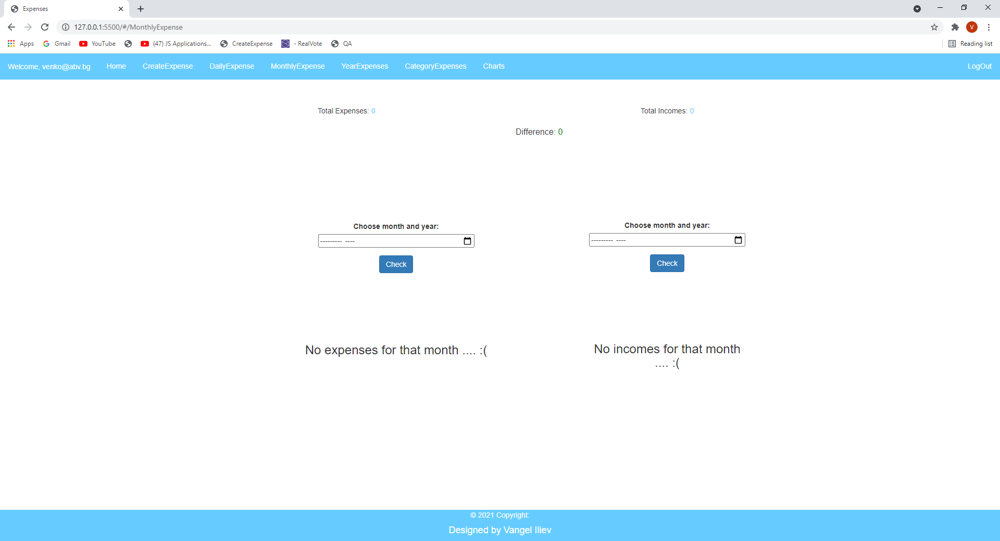 Expenses
127.0.0.1:5500/#/MonthlyExpense
V
Apps Gmail YouTube (47) JS Applications... CreateExpense - RealVote QA Reading list
Welcome, venko@abv.bg Home CreateExpense DailyExpense MonthlyExpense YearExpenses CategoryExpenses Charts LogOut
Total Expenses: 0 Total Incomes: 0
Difference: 0
Choose month and year:
--------- ----
Check
Choose month and year:
--------- ----
Check
No expenses for that month .... :(
No incomes for that month
.... :(
© 2021 Copyright:
Designed by Vangel Iliev